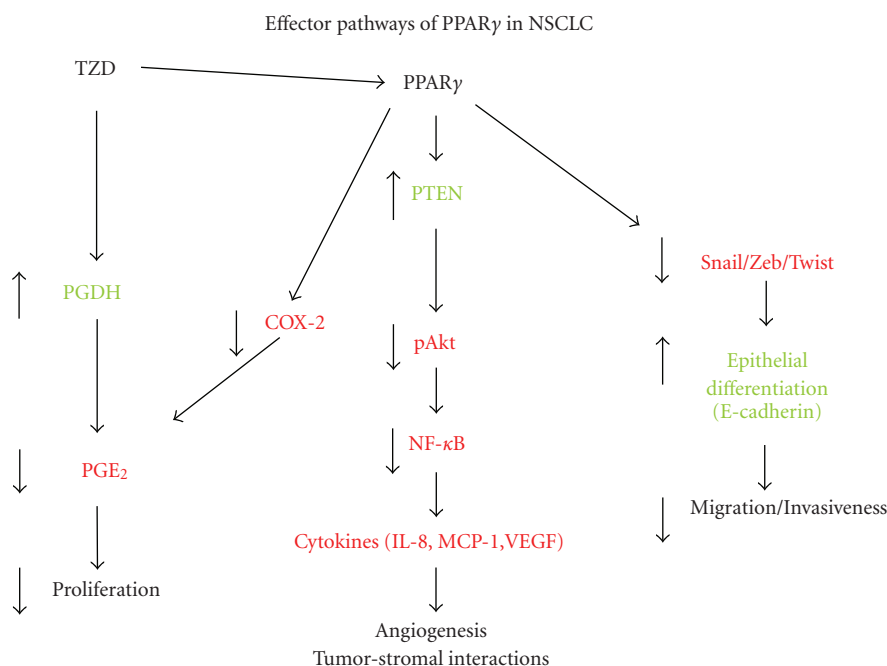 Effector pathways of PPARγ in NSCLC
TZD
PPARγ
PTEN
Snail/Zeb/Twist
PGDH
COX-2
pAkt
Epithelial
differentiation
(E-cadherin)
NF-κB
PGE₂
Migration/Invasiveness
Cytokines (IL-8, MCP-1,VEGF)
Proliferation
Angiogenesis
Tumor-stromal interactions